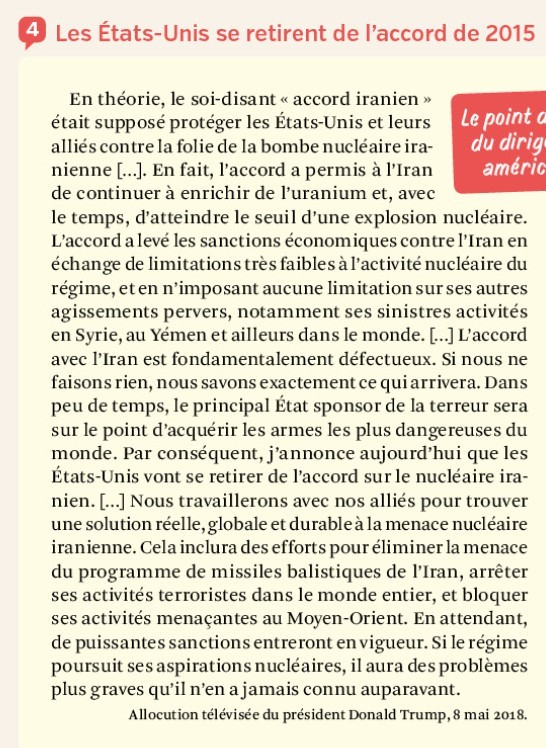 4 Les États-Unis se retirent de l'accord de 2015
En théorie, le soi-disant « accord iranien »
était supposé protéger les États-Unis et leurs
alliés contre la folie de la bombe nucléaire ira-
nienne [...]. En fait, l'accord a permis à l'Iran
de continuer à enrichir de l'uranium et, avec
le temps, d'atteindre le seuil d'une explosion nucléaire.
L'accord a levé les sanctions économiques contre l'Iran en
échange de limitations très faibles à l'activité nucléaire du
régime, et en n'imposant aucune limitation sur ses autres
agissements pervers, notamment ses sinistres activités
en Syrie, au Yémen et ailleurs dans le monde. [...] L'accord
avec l'Iran est fondamentalement défectueux. Si nous ne
faisons rien, nous savons exactement ce qui arrivera. Dans
peu de temps, le principal État sponsor de la terreur sera
sur le point d'acquérir les armes les plus dangereuses du
monde. Par conséquent, j'annonce aujourd'hui que les
États-Unis vont se retirer de l'accord sur le nucléaire ira-
nien. [...] Nous travaillerons avec nos alliés pour trouver
une solution réelle, globale et durable à la menace nucléaire
iranienne. Cela inclura des efforts pour éliminer la menace
du programme de missiles balistiques de l'Iran, arrêter
ses activités terroristes dans le monde entier, et bloquer
ses activités menaçantes au Moyen-Orient. En attendant,
de puissantes sanctions entreront en vigueur. Si le régime
poursuit ses aspirations nucléaires, il aura des problèmes
plus graves qu'il n'en a jamais connu auparavant.
Allocution télévisée du président Donald Trump, 8 mai 2018.
Le point
du